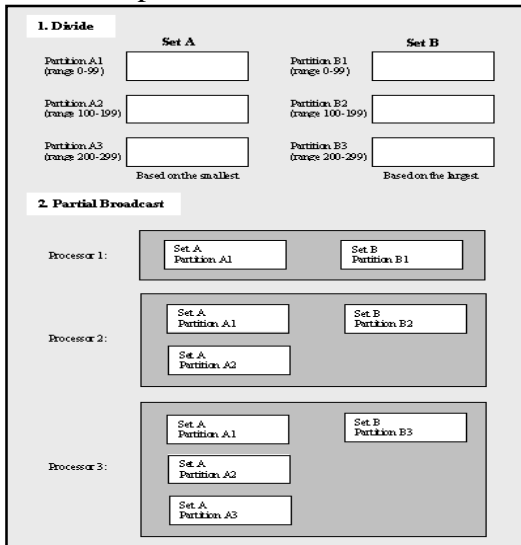 1. Divide
Set A
Set B
Partition A1
(range 0-99)
Partition B1
(range 0-99)
Partition A2
(range 100-199)
Partition B2
(range 100-199)
Partition A3
(range 200-299)
Partition B3
(range 200-299)
Based on the smallest
Based on the largest
2. Partial Broadcast
Processor 1:
Set A
Partition A1
Set B
Partition B1
Processor 2:
Set A
Partition A1
Set B
Partition B2
Set A
Partition A2
Processor 3:
Set A
Partition A1
Set B
Partition B3
Set A
Partition A2
Set A
Partition A3